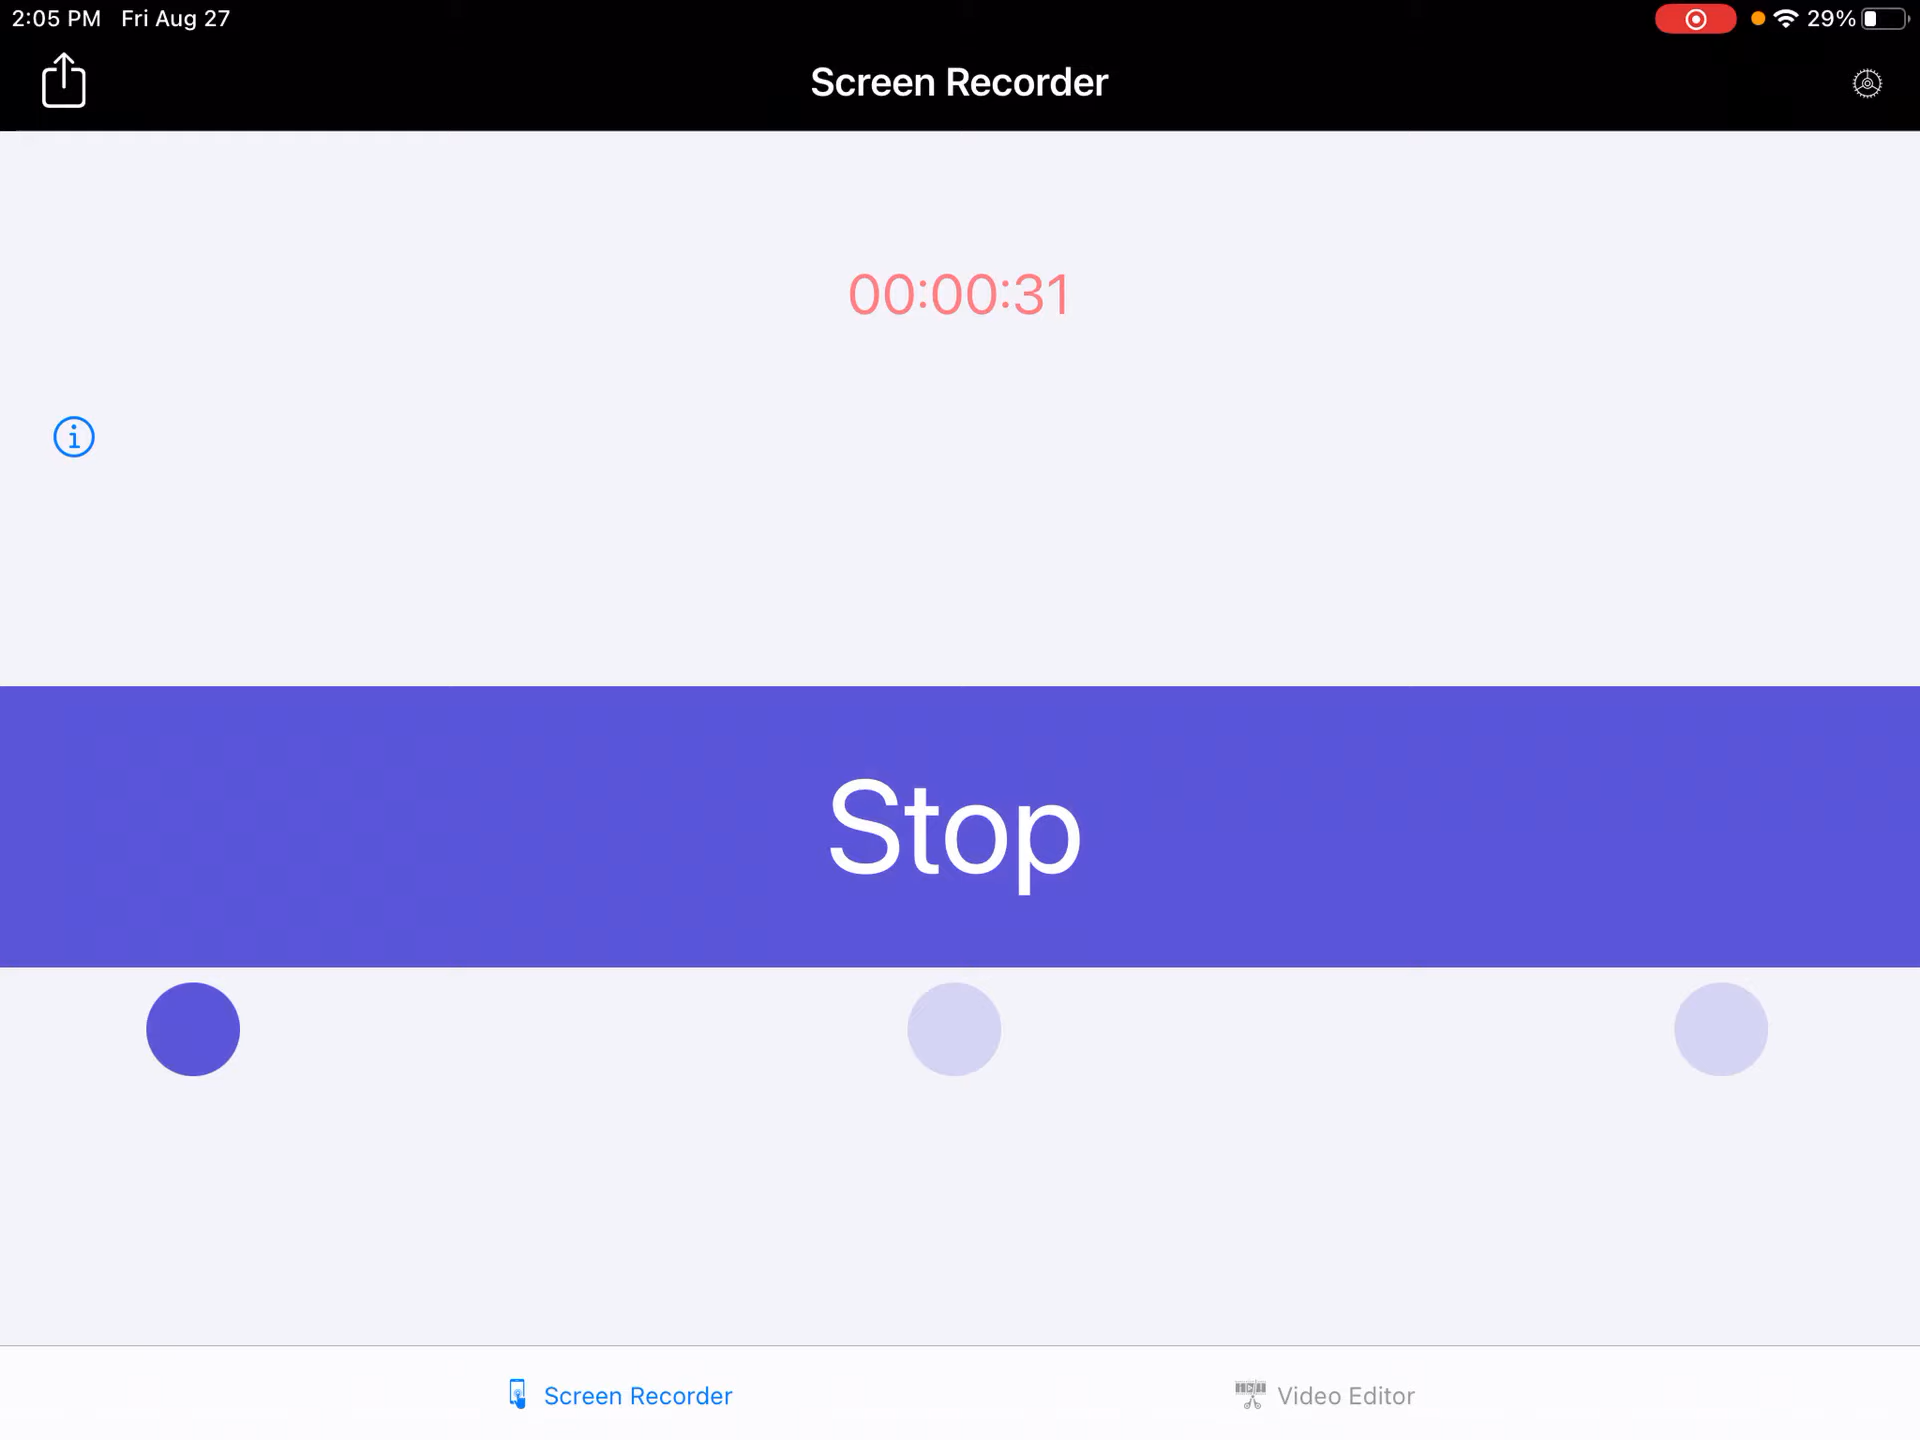 2:05 PM Fri Aug 27 29%
Screen Recorder
00:00:31
Stop
Screen Recorder Video Editor